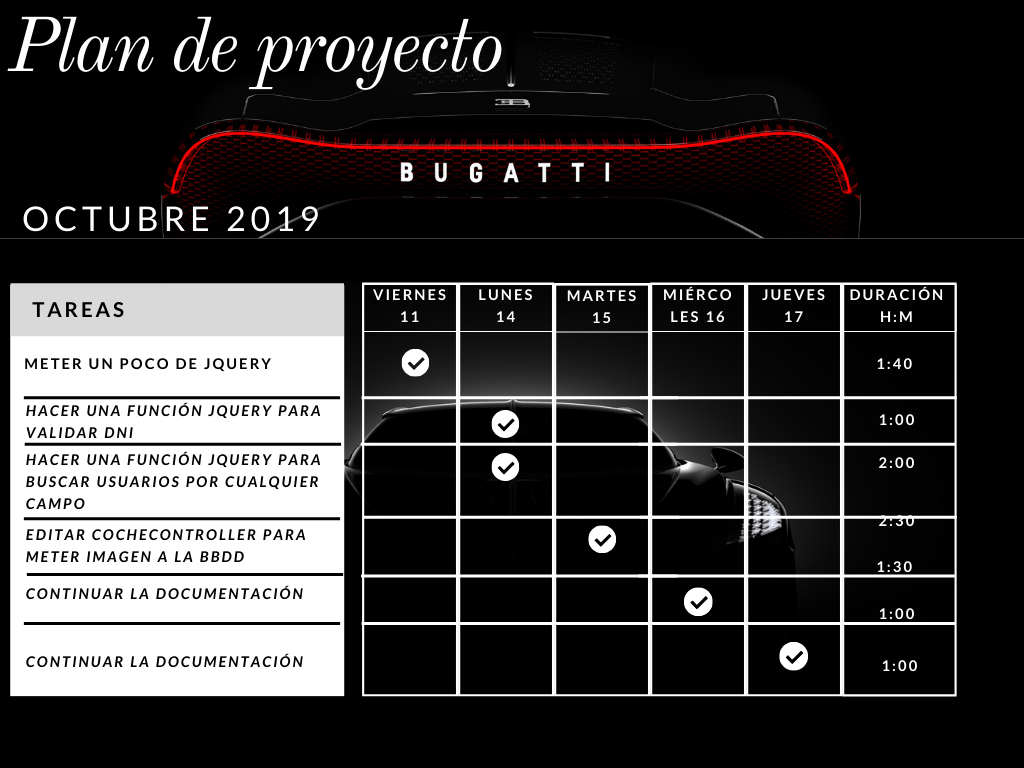 Plan de proyecto
BUGATTI
OCTUBRE 2019
TAREAS
VIERNES
11
LUNES
14
MARTES
15
MIÉRCO
LES 16
JUEVES
17
DURACIÓN
H:M
METER UN POCO DE JQUERY
1:40
HACER UNA FUNCIÓN JQUERY PARA
VALIDAR DNI
1:00
HACER UNA FUNCIÓN JQUERY PARA
BUSCAR USUARIOS POR CUALQUIER
CAMPO
2:00
2:30
EDITAR COCHECONTROLLER PARA
METER IMAGEN A LA BBDD
1:30
CONTINUAR LA DOCUMENTACIÓN
1:00
CONTINUAR LA DOCUMENTACIÓN
1:00